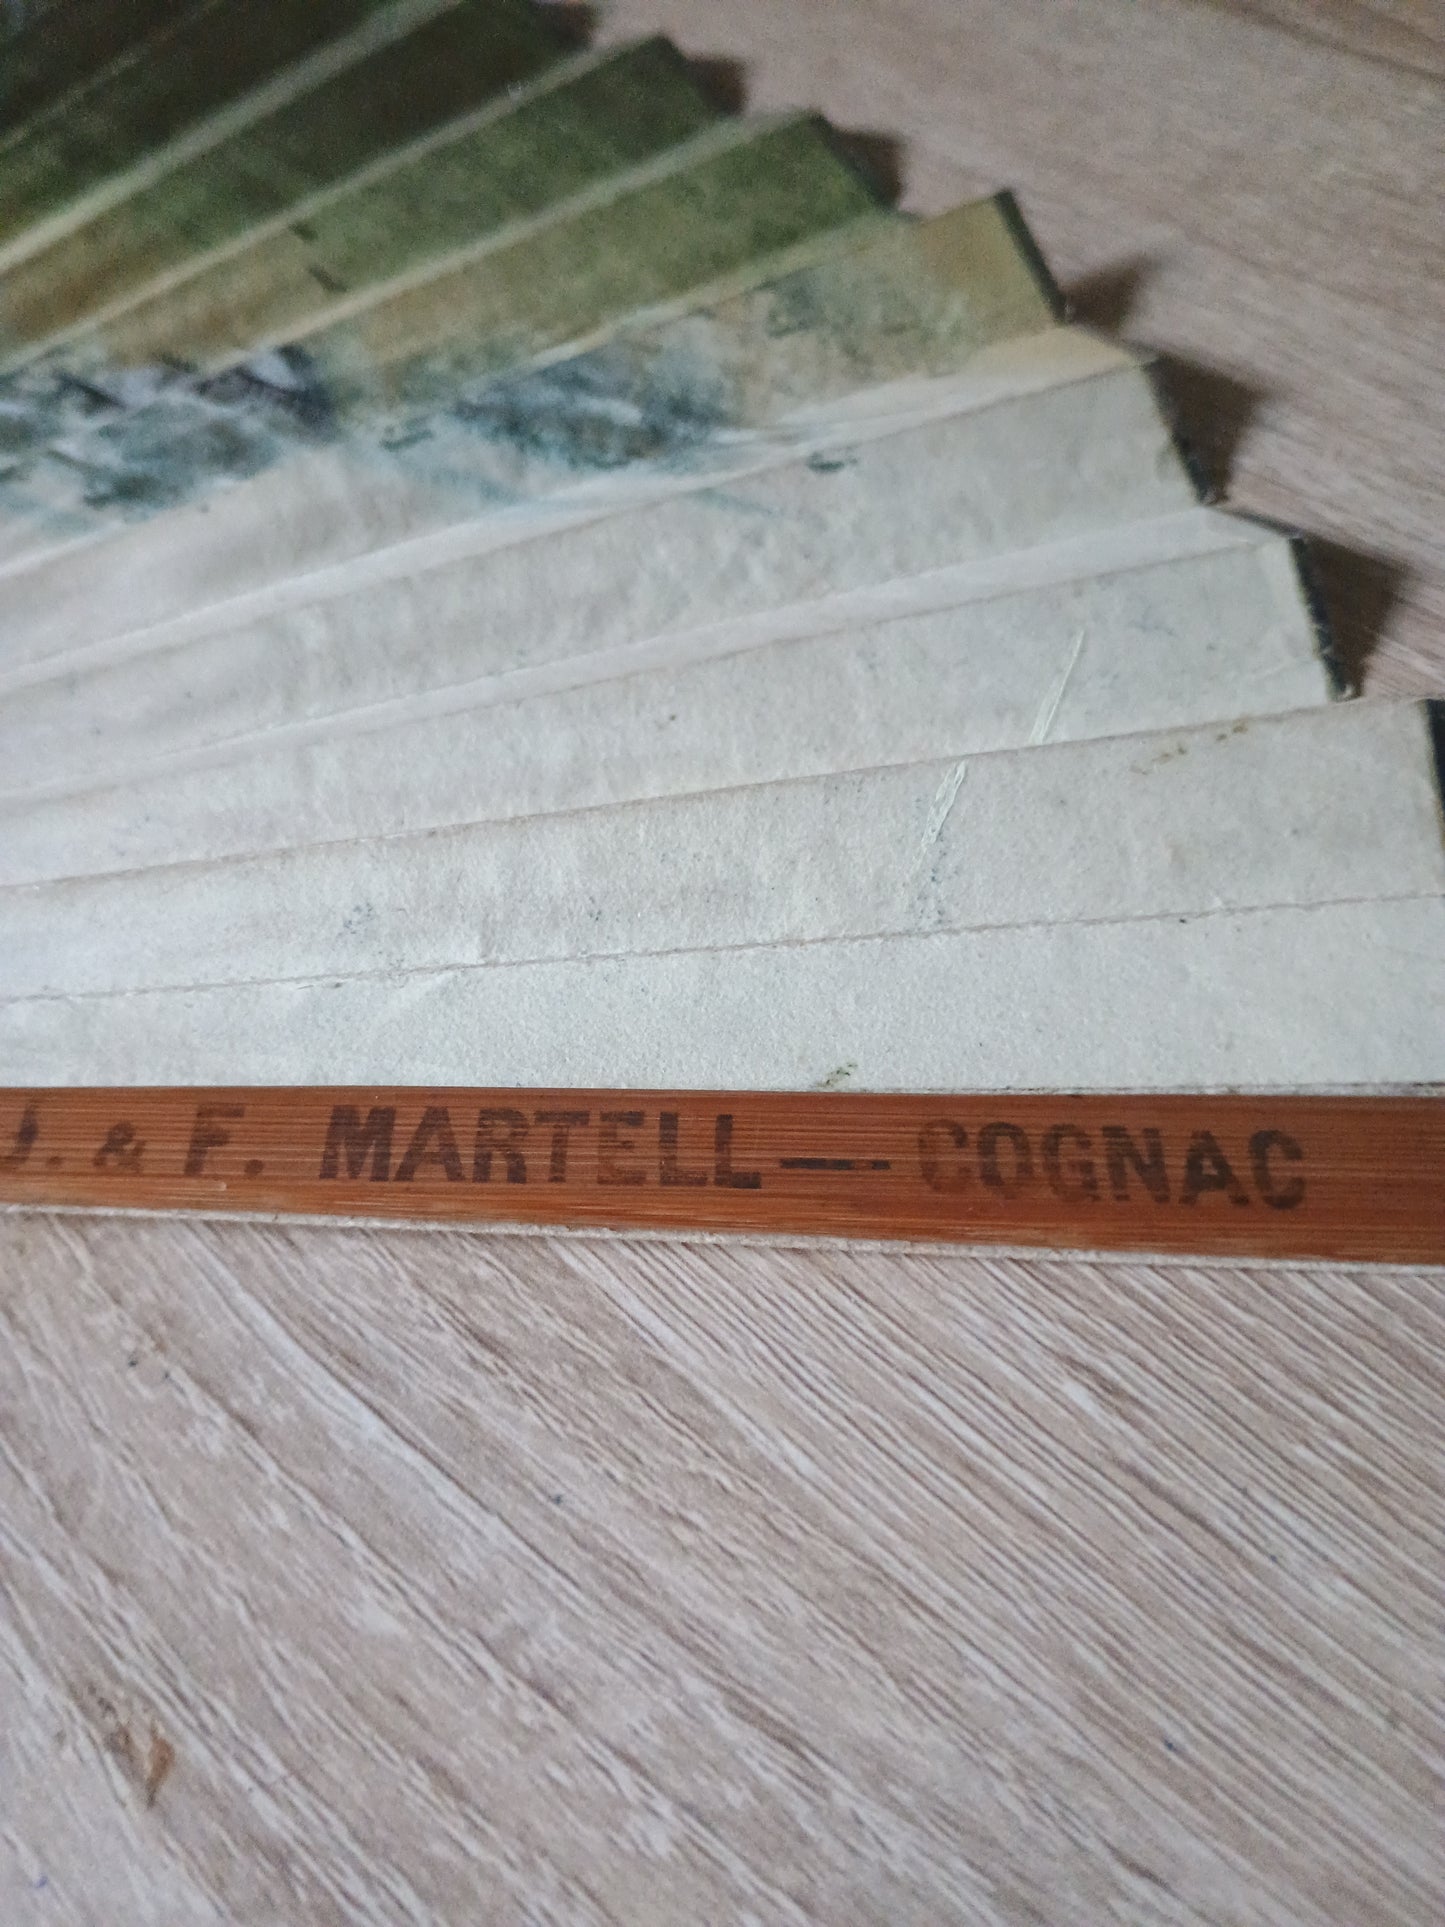 J. & F. MARTELL — COGNAC